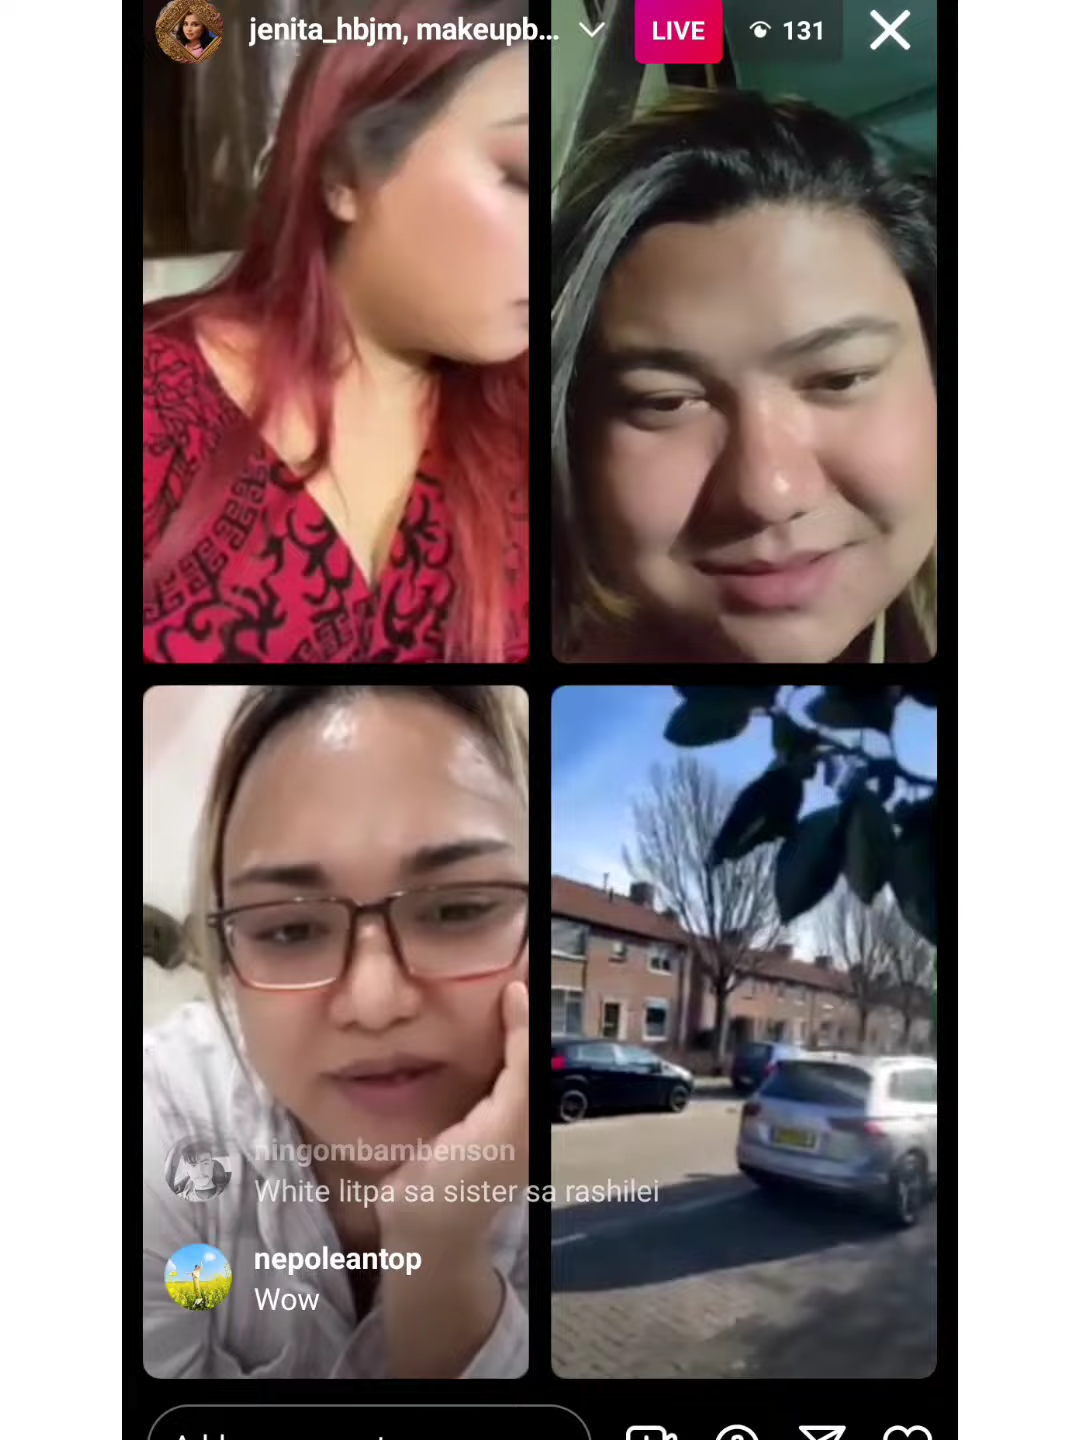 jenita_hbjm, makeupb...
LIVE
131
ningombambenson
White litpa sa sister sa rashilei
nepoleantop
Wow